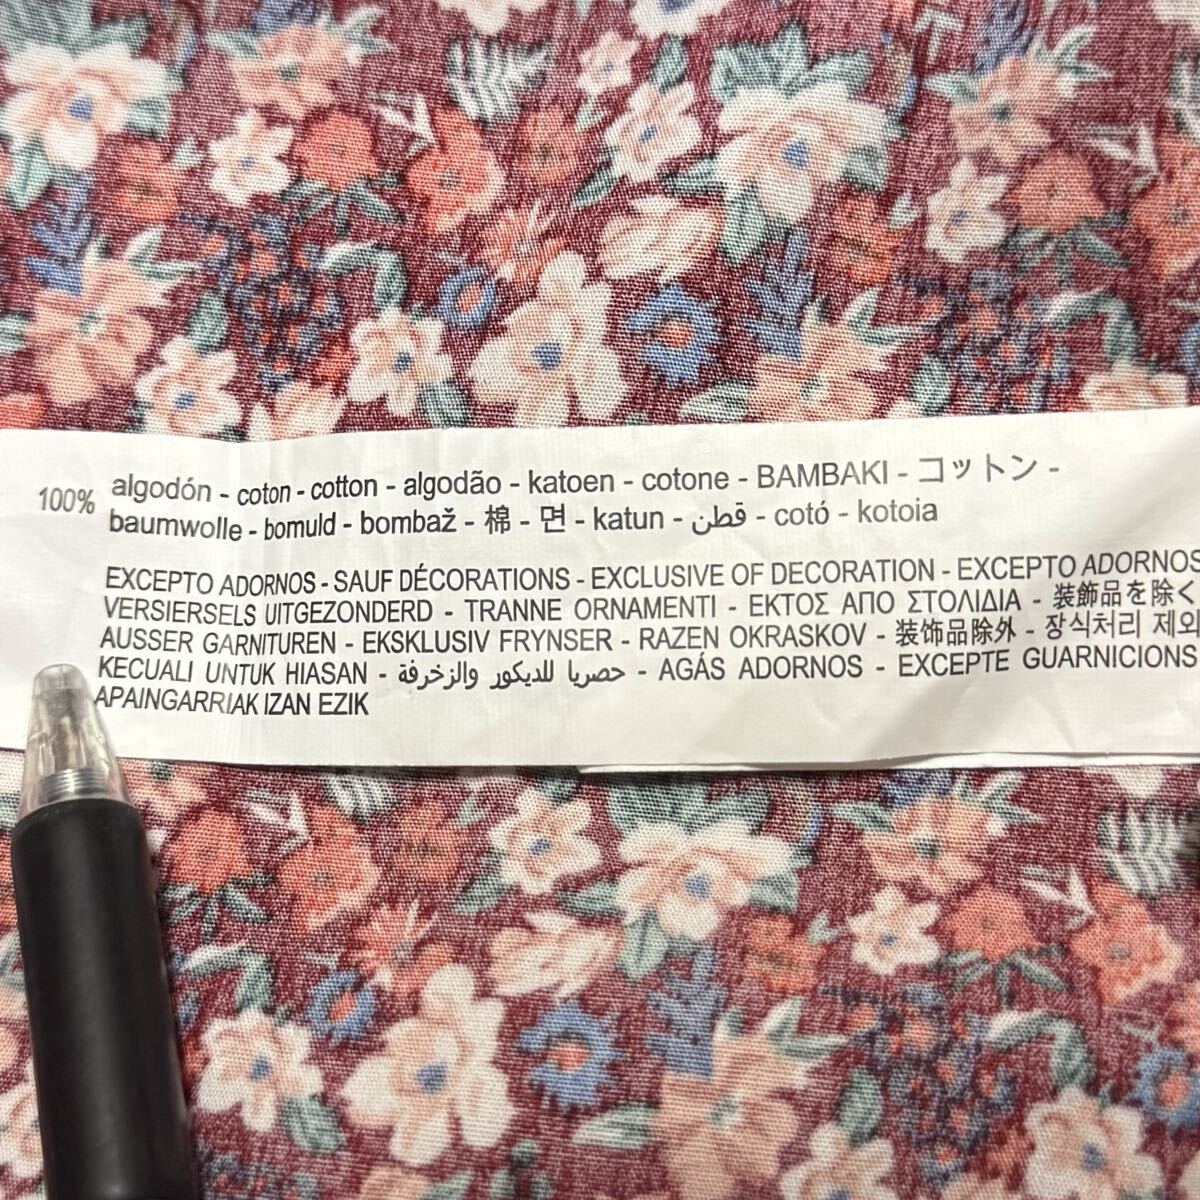 100% algodón - coton - cotton - algodão - katoen - cotone - BAMBAKI - コットン -
baumwolle - bomuld - bombaž - 棉 - 면 - katun - قطن - cotó - kotoia
EXCEPTO ADORNOS - SAUF DÉCORATIONS - EXCLUSIVE OF DECORATION - EXCEPTO ADORNOS
VERSIERSELS UITGEZONDERD - TRANNE ORNAMENTI - ΕΚΤΟΣ ΑΠΟ ΣΤΟΛΙΔΙΑ - 装飾品を除く
AUSSER GARNITUREN - EKSKLUSIV FRYNSER - RAZEN OKRASKOV - 装饰品除外 - 장식처리 제외
KECUALI UNTUK HIASAN - حصريا للديكور والزخرفة - AGÁS ADORNOS - EXCEPTE GUARNICIONS
APAINGARRIAK IZAN EZIK